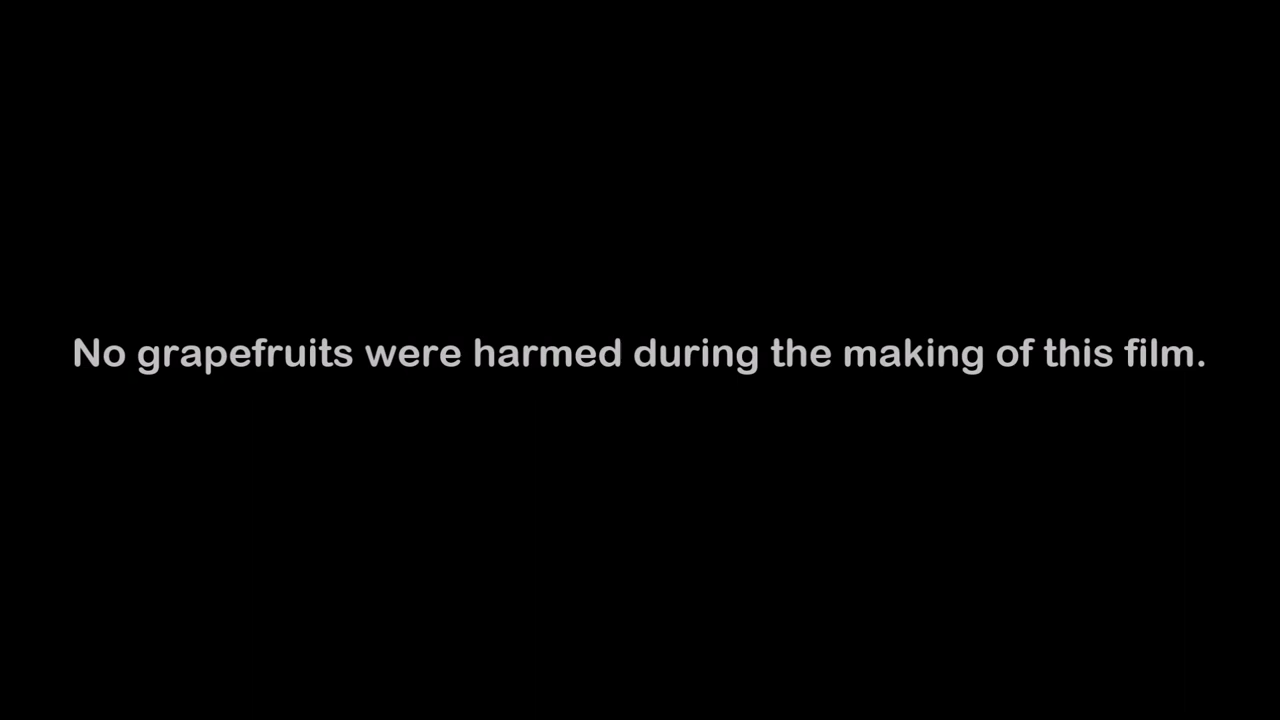 No grapefruits were harmed during the making of this film.